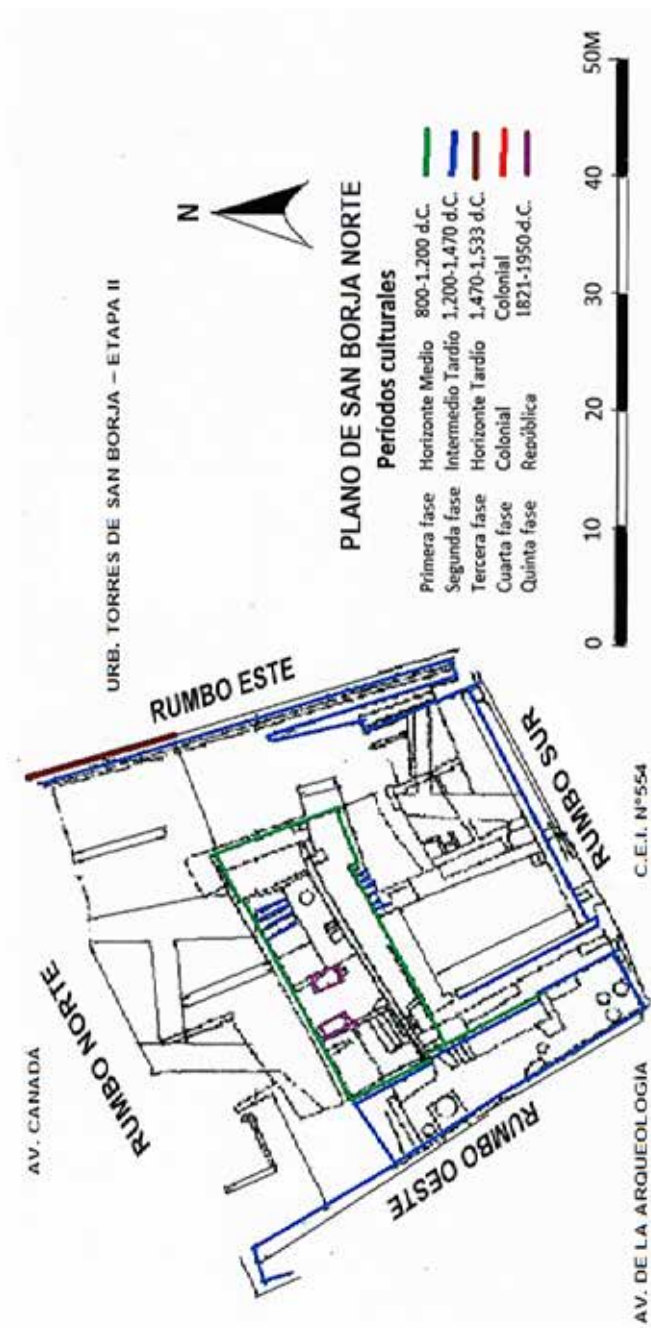 AV. CANADÁ
URB. TORRES DE SAN BORJA – ETAPA II
N
RUMBO NORTE
RUMBO ESTE
RUMBO OESTE
RUMBO SUR
AV. DE LA ARQUEOLOGÍA
C.E.I. N°554
PLANO DE SAN BORJA NORTE
Períodos culturales
Primera fase Horizonte Medio 800-1.200 d.C.
Segunda fase Intermedio Tardío 1,200-1,470 d.C.
Tercera fase Horizonte Tardío 1,470-1,533 d.C.
Cuarta fase Colonial Colonial
Quinta fase República 1821-1950-d.C.
0 10 20 30 40 50M